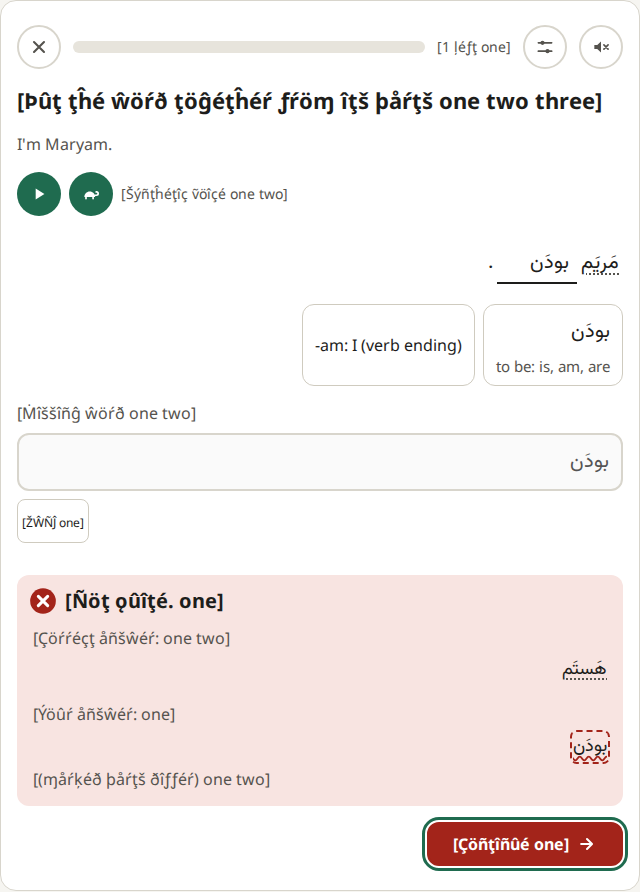 [1 ļéƒţ one]
[Þûţ ţĥé ŵöŕð ţöĝéţĥéŕ ƒŕöɱ îţš þåŕţš one two three]
I'm Maryam.
[Šýñţĥéţîç ṽöîçé one two]
مَریَم بودَن .
بودَن
to be: is, am, are
-am: I (verb ending)
[Ṁîššîñĝ ŵöŕð one two]
بودَن
[ŽŴÑĴ one]
[Ñöţ ǫûîţé. one]
[Çöŕŕéçţ åñšŵéŕ: one two]
هَستَم
[Ýöûŕ åñšŵéŕ: one]
بودَن
[(ɱåŕķéð þåŕţš ðîƒƒéŕ) one two]
[Çöñţîñûé one]